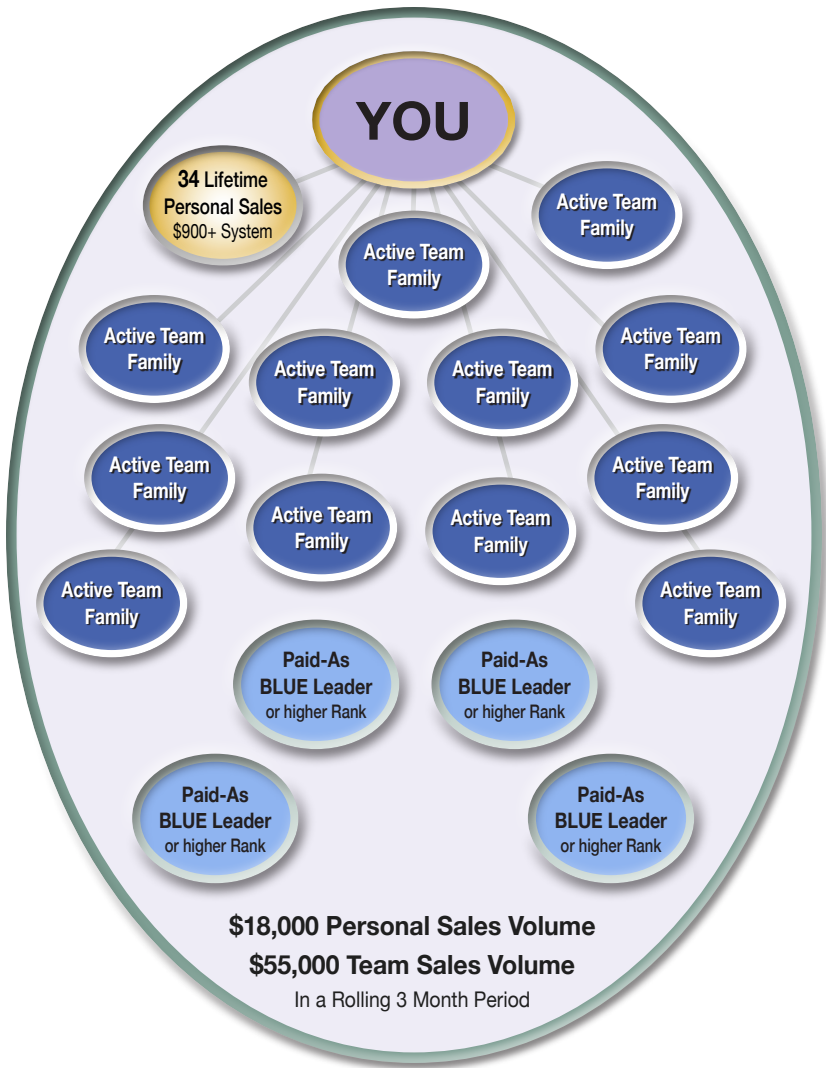 YOU
34 Lifetime
Personal Sales
$900+ System
Active Team
Family
Active Team
Family
Active Team
Family
Active Team
Family
Active Team
Family
Active Team
Family
Active Team
Family
Active Team
Family
Active Team
Family
Active Team
Family
Active Team
Family
Active Team
Family
Paid-As
BLUE Leader
or higher Rank
Paid-As
BLUE Leader
or higher Rank
Paid-As
BLUE Leader
or higher Rank
Paid-As
BLUE Leader
or higher Rank
$18,000 Personal Sales Volume
$55,000 Team Sales Volume
In a Rolling 3 Month Period